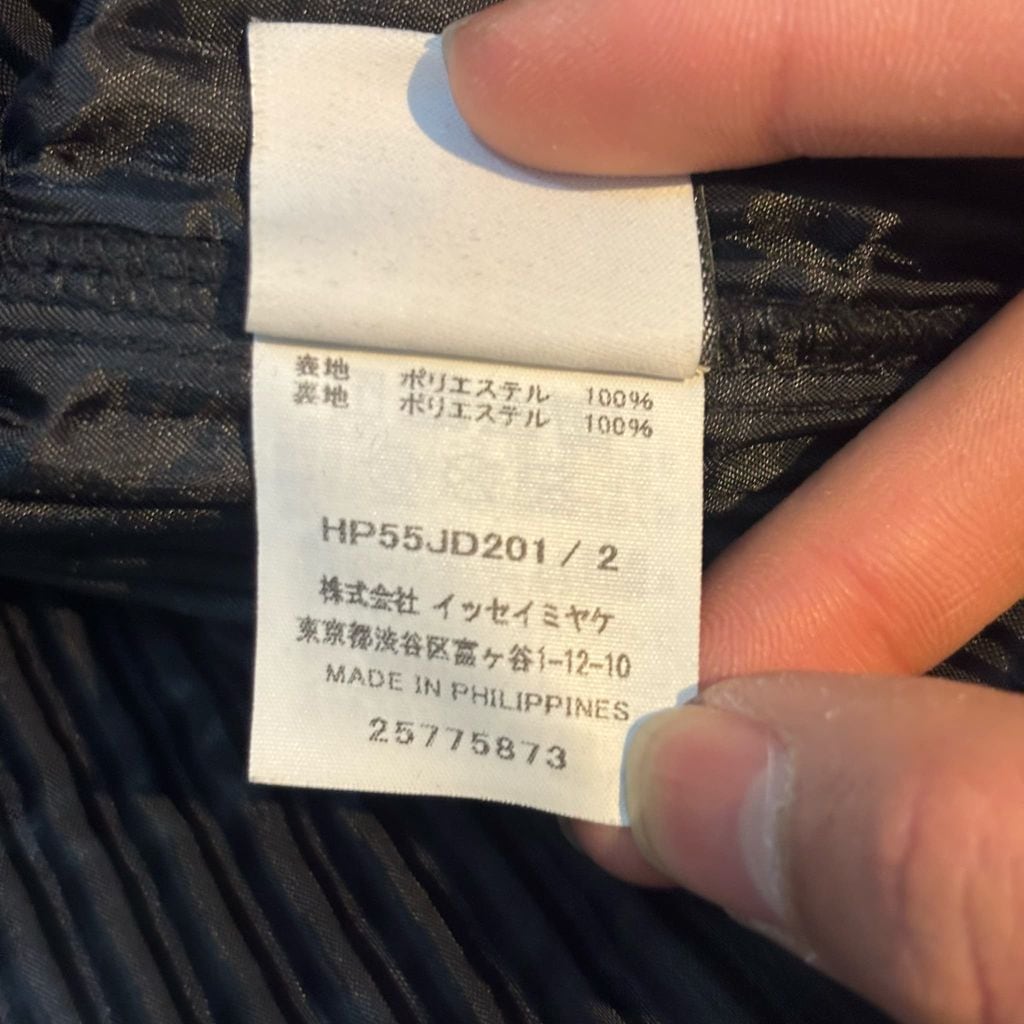 表地 ポリエステル 100%
裏地 ポリエステル 100%
HP55JD201 / 2
株式会社 イッセイミヤケ
東京都渋谷区富ヶ谷1-12-10
MADE IN PHILIPPINES
25775873